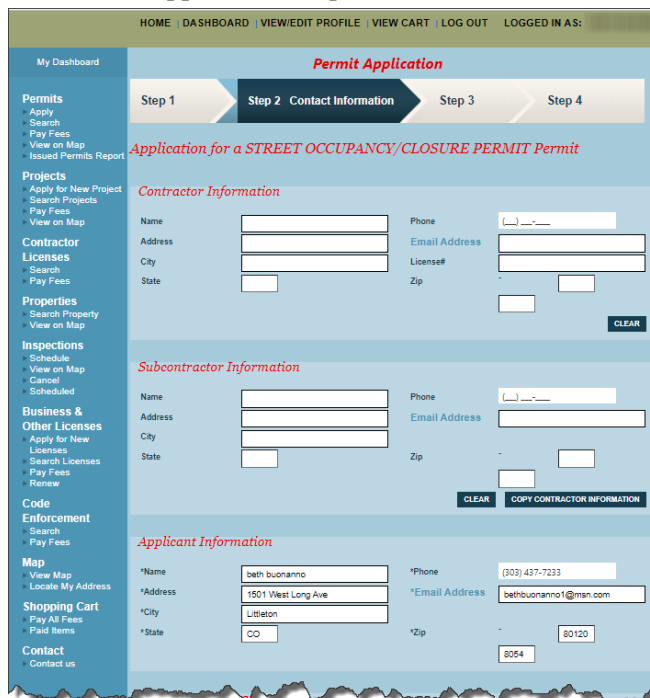 HOME | DASHBOARD | VIEW/EDIT PROFILE | VIEW CART | LOG OUT LOGGED IN AS:
My Dashboard
Permit Application
Step 1 Step 2 Contact Information Step 3 Step 4
Permits
Apply
Search
Pay Fees
View on Map
Issued Permits Report
Projects
Apply for New Project
Search Projects
Pay Fees
View on Map
Contractor
Licenses
Search
Pay Fees
Properties
Search Property
View on Map
Inspections
Schedule
View on Map
Cancel
Scheduled
Business &
Other Licenses
Apply for New
Licenses
Search Licenses
Pay Fees
Renew
Code
Enforcement
Search
Pay Fees
Map
View Map
Locate My Address
Shopping Cart
Pay All Fees
Paid Items
Contact
Contact us
Application for a STREET OCCUPANCY/CLOSURE PERMIT Permit
Contractor Information
Name Phone (__) __-___
Address Email Address
City License#
State Zip -
CLEAR
Subcontractor Information
Name Phone (__) __-___
Address Email Address
City
State Zip -
CLEAR COPY CONTRACTOR INFORMATION
Applicant Information
*Name beth buonanno *Phone (303) 437-7233
*Address 1501 West Long Ave *Email Address bethbuonanno1@msn.com
*City Littleton
*State CO *Zip - 80120
8054